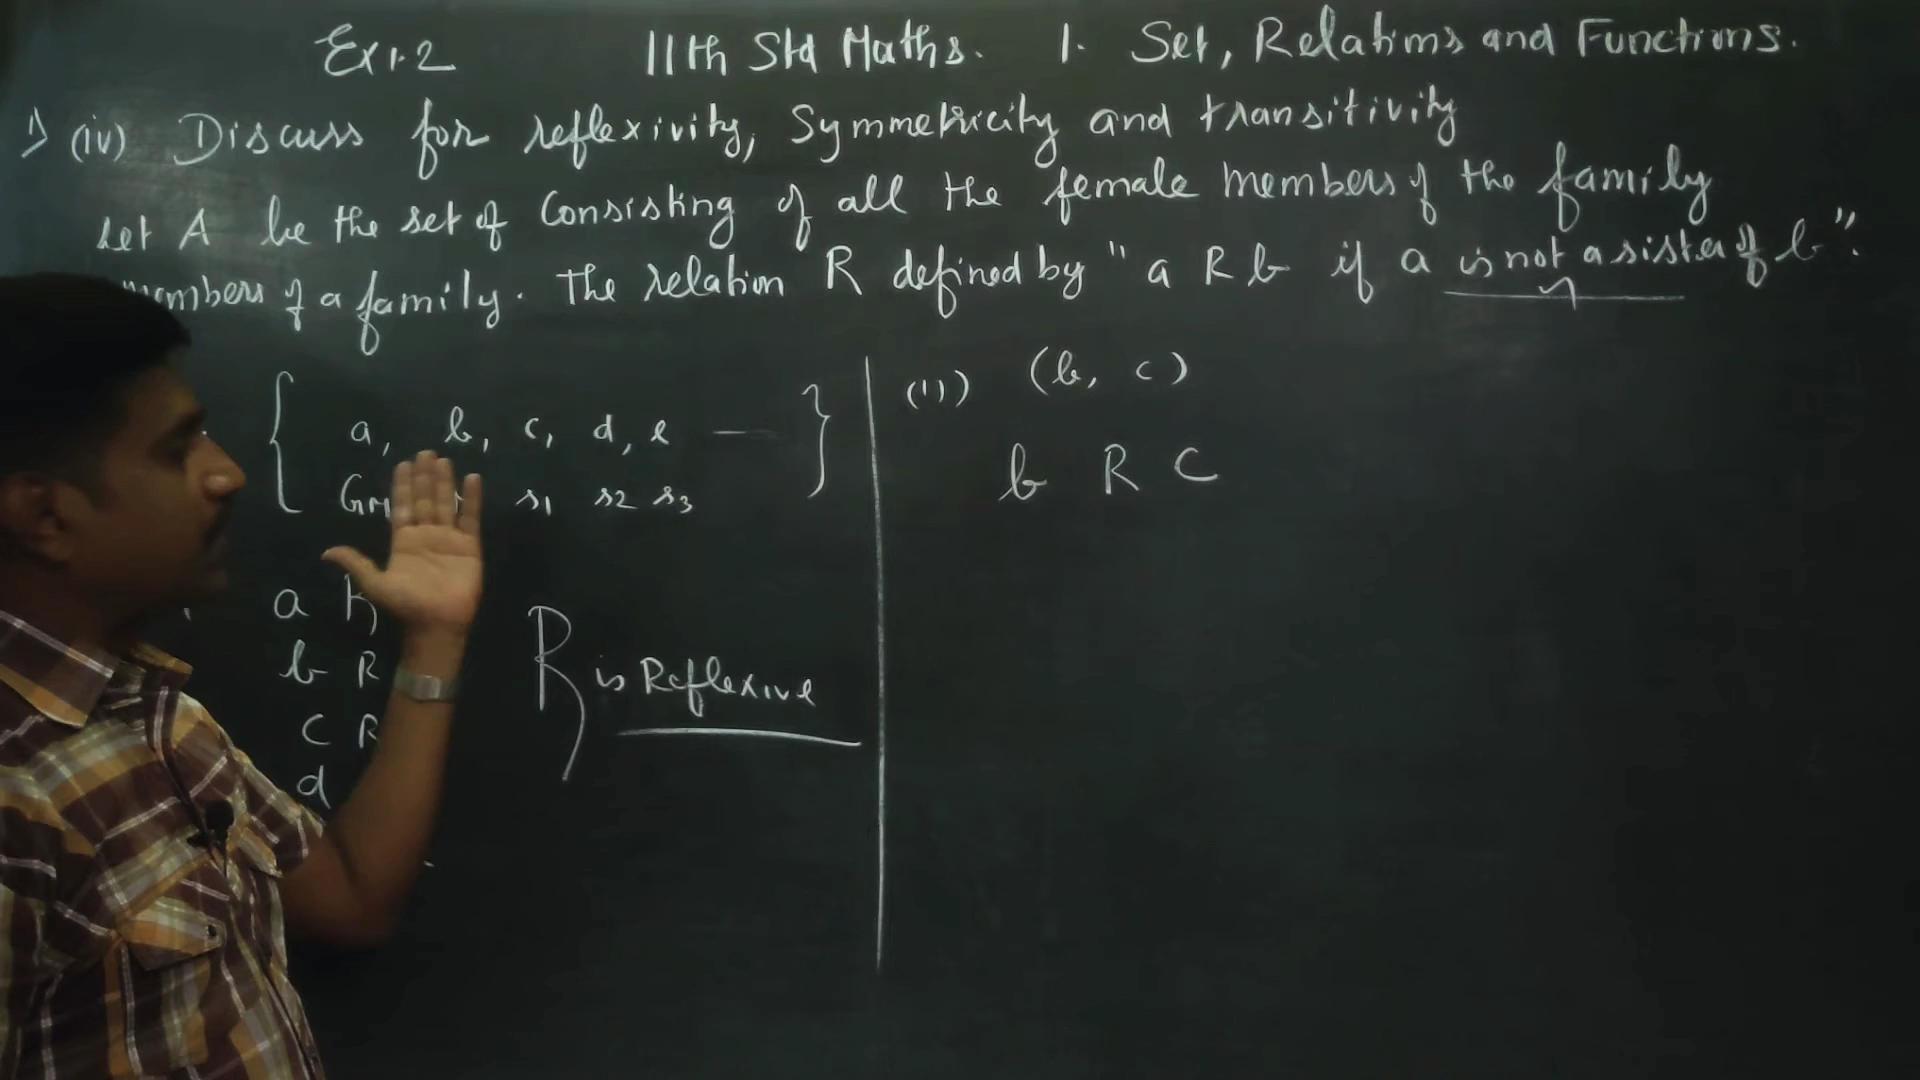 Ex 1.2 11th Std Maths. 1. Set, Relations and Functions.
1) (iv) Discuss for reflexivity, Symmetricity and transitivity
Let A be the set of Consisting of all the female members of the family
members of a family. The relation R defined by "a R b if a is not a sister of b".
{ a, b, c, d, e — }
s1 s2 s3
a R
b R
c R
d
R is Reflexive
(11) (b, c)
b R C